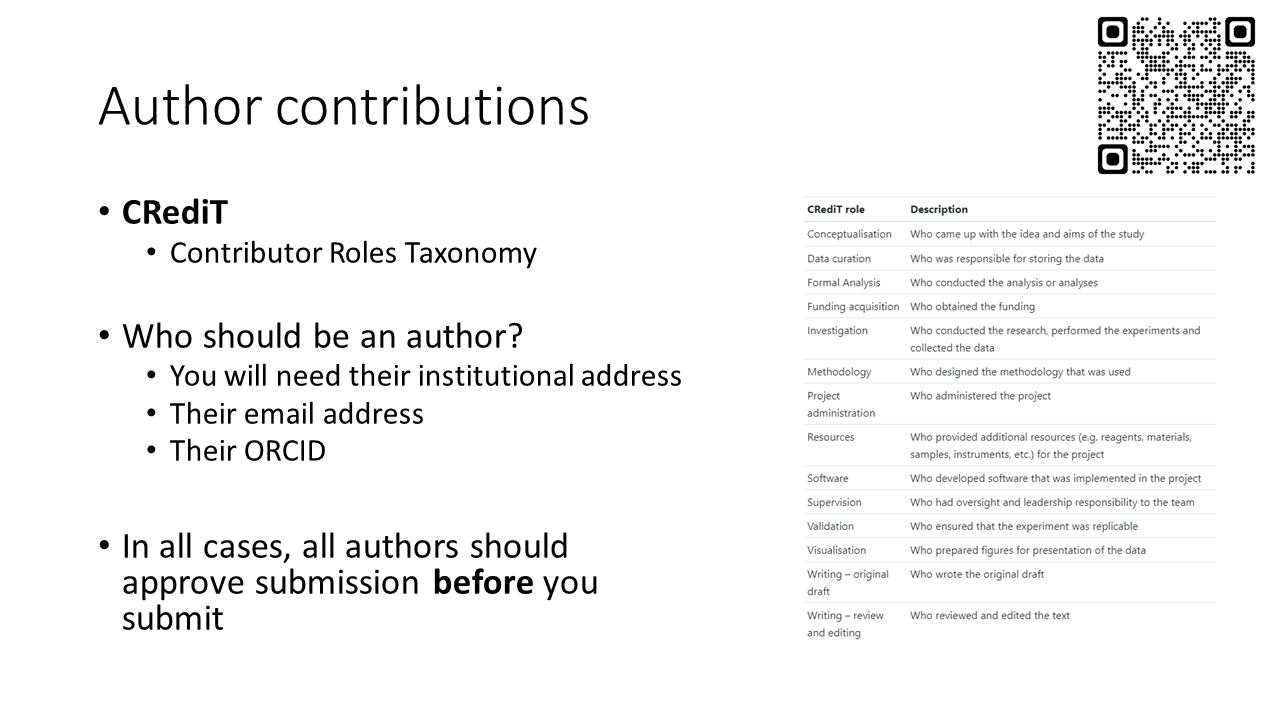 Author contributions
• CRediT
• Contributor Roles Taxonomy
• Who should be an author?
• You will need their institutional address
• Their email address
• Their ORCID
• In all cases, all authors should
approve submission before you
submit
CRediT role Description
Conceptualisation Who came up with the idea and aims of the study
Data curation Who was responsible for storing the data
Formal Analysis Who conducted the analysis or analyses
Funding acquisition Who obtained the funding
Investigation Who conducted the research, performed the experiments and
collected the data
Methodology Who designed the methodology that was used
Project Who administered the project
administration
Resources Who provided additional resources (e.g. reagents, materials,
samples, instruments, etc.) for the project
Software Who developed software that was implemented in the project
Supervision Who had oversight and leadership responsibility to the team
Validation Who ensured that the experiment was replicable
Visualisation Who prepared figures for presentation of the data
Writing – original Who wrote the original draft
draft
Writing – review Who reviewed and edited the text
and editing